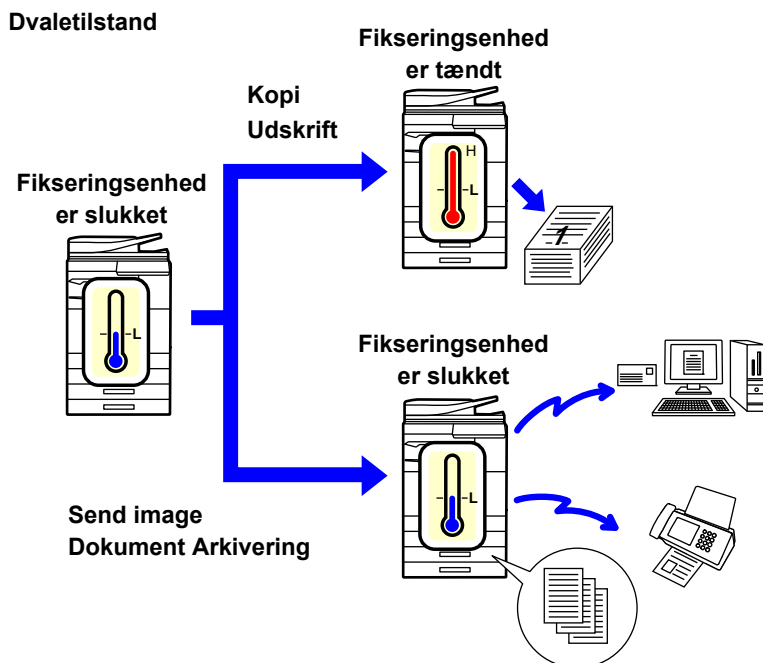 Dvaletilstand
Fikseringsenhed
er tændt
Kopi
Udskrift
H
L
1
Fikseringsenhed
er slukket
L
Fikseringsenhed
er slukket
L
Send image
Dokument Arkivering